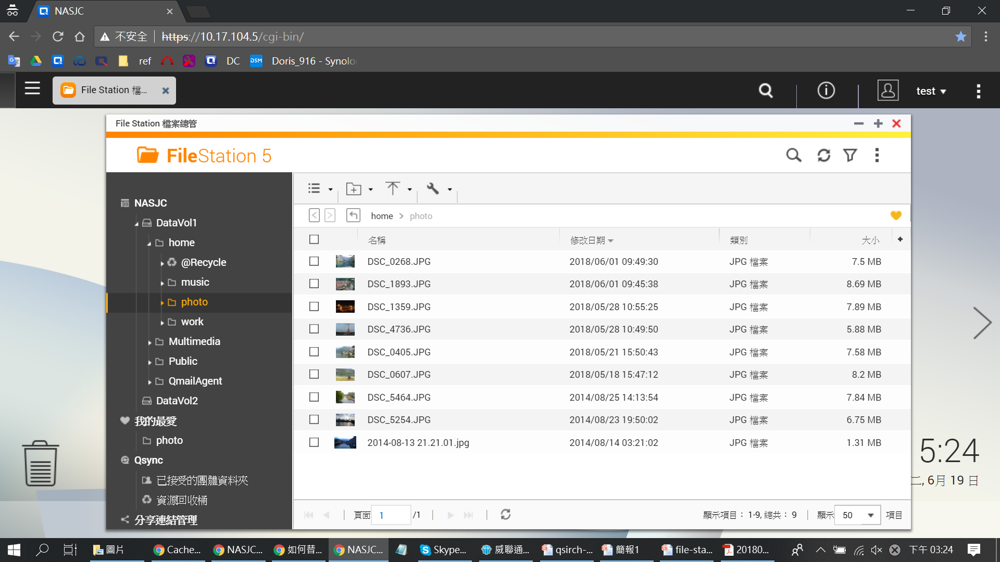 NASJC
不安全 https://10.17.104.5/cgi-bin/
ref DC DSM Doris_916 - Synolo
File Station 檔...
test
File Station 檔案總管
FileStation 5
NASJC
DataVol1
home
@Recycle
music
photo
work
Multimedia
Public
QmailAgent
DataVol2
我的最愛
photo
Qsync
已接受的團體資料夾
資源回收桶
分享連結管理
home > photo
名稱 修改日期 類別 大小
DSC_0268.JPG 2018/06/01 09:49:30 JPG 檔案 7.5 MB
DSC_1893.JPG 2018/06/01 09:45:38 JPG 檔案 8.69 MB
DSC_1359.JPG 2018/05/28 10:55:25 JPG 檔案 7.89 MB
DSC_4736.JPG 2018/05/28 10:49:50 JPG 檔案 5.88 MB
DSC_0405.JPG 2018/05/21 15:50:43 JPG 檔案 7.58 MB
DSC_0607.JPG 2018/05/18 15:47:12 JPG 檔案 8.2 MB
DSC_5464.JPG 2014/08/25 14:13:54 JPG 檔案 7.84 MB
DSC_5254.JPG 2014/08/23 19:50:02 JPG 檔案 6.75 MB
2014-08-13 21.21.01.jpg 2014/08/14 03:21:02 JPG 檔案 1.31 MB
頁面 1 /1 顯示項目： 1-9, 總共： 9 顯示 50 項目
5:24
二, 6月 19 日
圖片 Cache... NASJC... 如何替... NASJC... Skype... 威聯通... qsirch-... 簡報1 file-sta... 20180... 下午 03:24